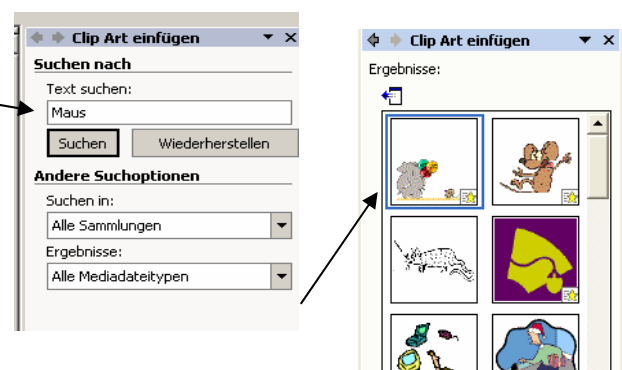 Clip Art einfügen
Suchen nach
Text suchen:
Maus
Suchen Wiederherstellen
Andere Suchoptionen
Suchen in:
Alle Sammlungen
Ergebnisse:
Alle Mediadateitypen
Clip Art einfügen
Ergebnisse: